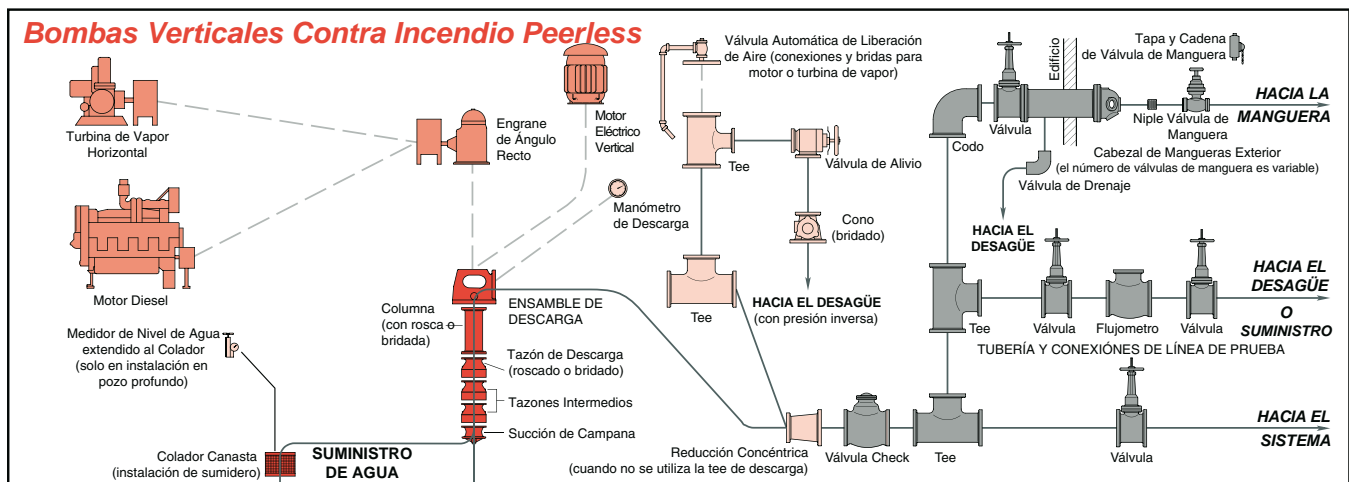 Bombas Verticales Contra Incendio Peerless
Turbina de Vapor
Horizontal
Motor Diesel
Engrane
de Ángulo
Recto
Motor
Eléctrico
Vertical
Manómetro
de Descarga
Válvula Automática de Liberación
de Aire (conexiones y bridas para
motor o turbina de vapor)
Tee
Válvula de Alivio
Cono
(bridado)
HACIA EL DESAGÜE
(con presión inversa)
Tee
Tapa y Cadena
de Válvula de Manguera
Edificio
Codo
Válvula
Niple
Válvula de
Manguera
HACIA LA
MANGUERA
Cabezal de Mangueras Exterior
(el número de válvulas de manguera es variable)
Válvula de Drenaje
HACIA EL
DESAGÜE
Tee
Válvula
Flujometro
Válvula
HACIA EL
DESAGÜE
O
SUMINISTRO
TUBERÍA Y CONEXIÓNES DE LÍNEA DE PRUEBA
Medidor de Nivel de Agua
extendido al Colador
(solo en instalación en
pozo profundo)
Columna
(con rosca o
bridada)
ENSAMBLE DE
DESCARGA
Tazón de Descarga
(roscado o bridado)
Tazones Intermedios
Succión de Campana
Colador Canasta
(instalación de sumidero)
SUMINISTRO
DE AGUA
Reducción Concéntrica
(cuando no se utiliza la tee de descarga)
Válvula Check
Tee
Válvula
HACIA EL
SISTEMA